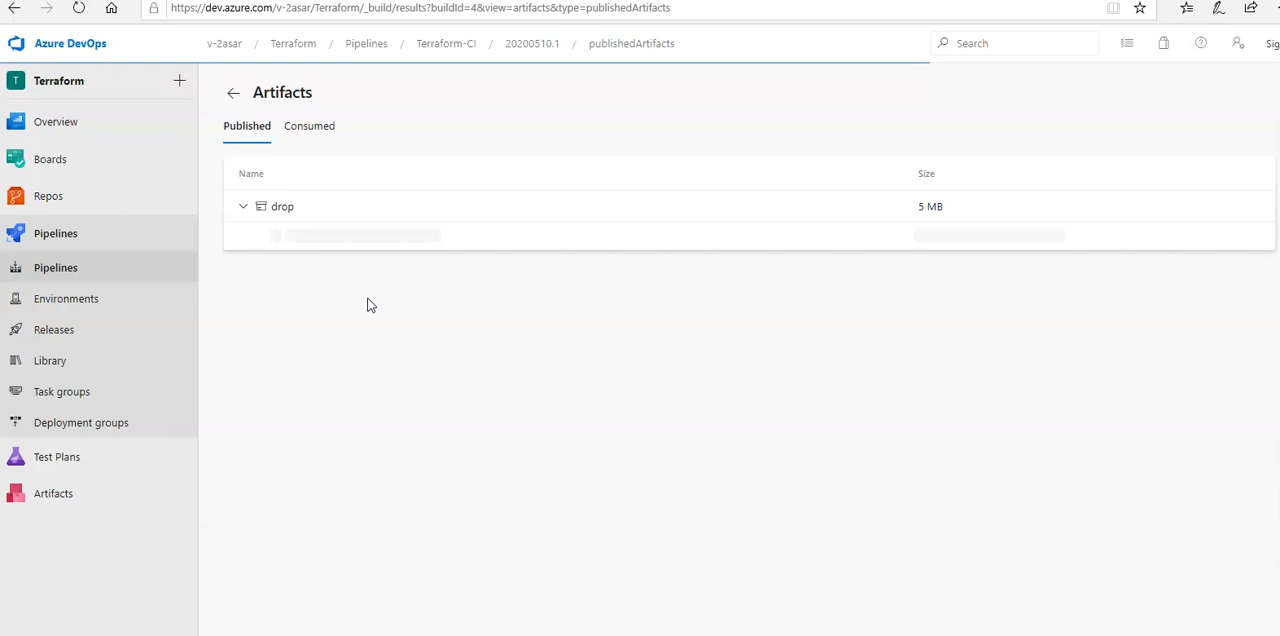 https://dev.azure.com/v-2asar/Terraform/_build/results?buildId=4&view=artifacts&type=publishedArtifacts
Azure DevOps
v-2asar / Terraform / Pipelines / Terraform-CI / 20200510.1 / publishedArtifacts
Search
Sig
T Terraform
Overview
Boards
Repos
Pipelines
Pipelines
Environments
Releases
Library
Task groups
Deployment groups
Test Plans
Artifacts
Artifacts
Published Consumed
Name Size
drop 5 MB